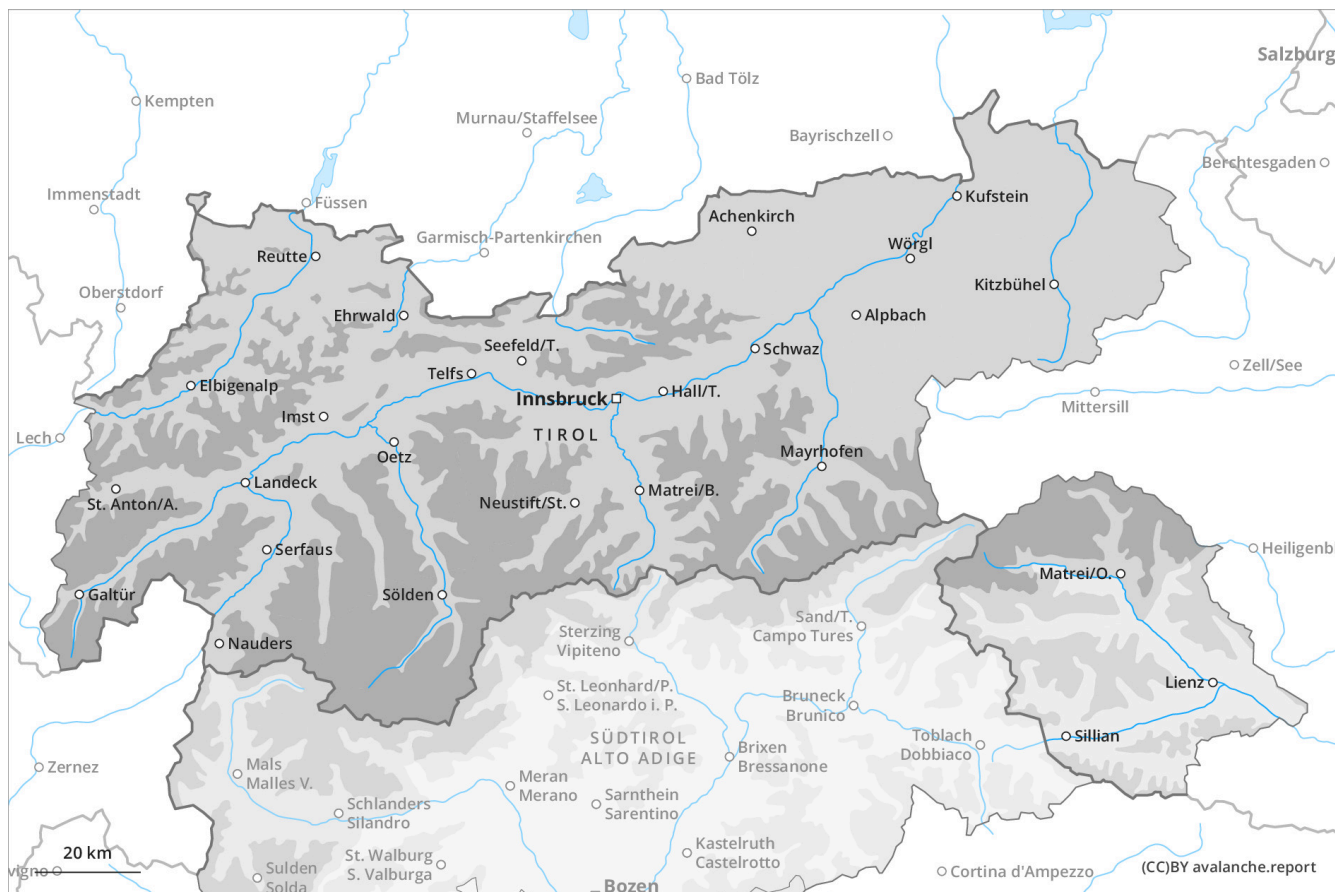 Salzburg
Bad Tölz
Kempten
Murnau/Staffelsee
Bayrischzell
Berchtesgaden
Immenstadt
Füssen
Kufstein
Achenkirch
Garmisch-Partenkirchen
Wörgl
Reutte
Kitzbühel
Oberstdorf
Ehrwald
Alpbach
Seefeld/T.
Schwaz
Telfs
Zell/See
Elbigenalp
Hall/T.
Innsbruck
Mittersill
Imst
Lech
TIROL
Oetz
Mayrhofen
Landeck
Matrei/B.
St. Anton/A.
Neustift/St.
Serfaus
Heiligenb
Matrei/O.
Galtür
Sölden
Sand/T.
Campo Tures
Sterzing
Vipiteno
Nauders
Lienz
St. Leonhard/P.
S. Leonardo i. P.
Bruneck
Brunico
Sillian
Toblach
Dobbiaco
SÜDTIROL
ALTO ADIGE
Brixen
Bressanone
Zernez
Mals
Malles V.
Meran
Merano
Schlanders
Silandro
Sarnthein
Sarentino
Kastelruth
Castelrotto
20 km
St. Walburg
S. Valburga
vigno
Sulden
Solda
Cortina d'Ampezzo
(CC)BY avalanche.report
Bozen